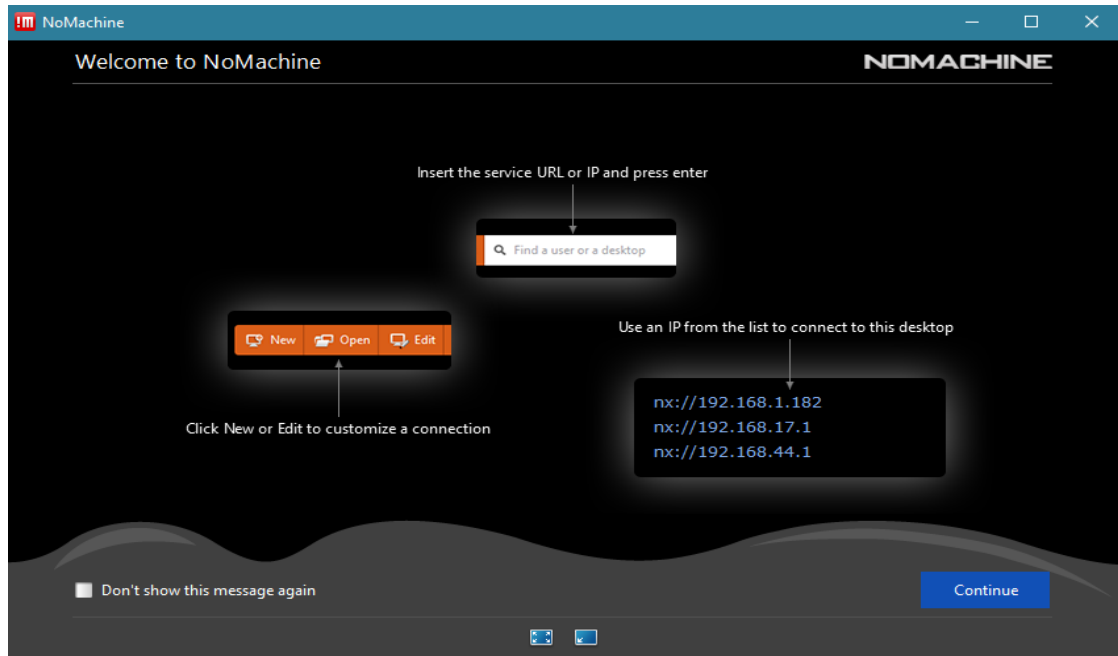 NoMachine
Welcome to NoMachine
NOMACHINE
Insert the service URL or IP and press enter
Find a user or a desktop
New Open Edit
Click New or Edit to customize a connection
Use an IP from the list to connect to this desktop
nx://192.168.1.182
nx://192.168.17.1
nx://192.168.44.1
Don't show this message again
Continue